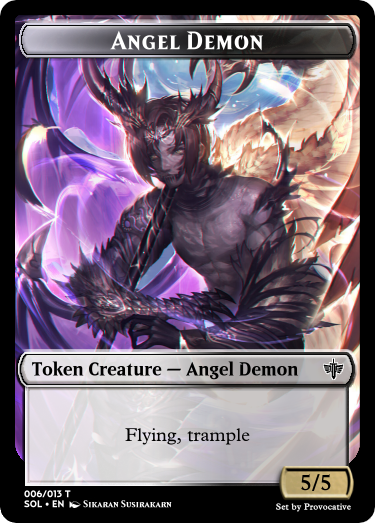 Angel Demon
Token Creature — Angel Demon
Flying, trample
5/5
006/013 T
SOL • EN Sikaran Susirakarn
Set by Provocative